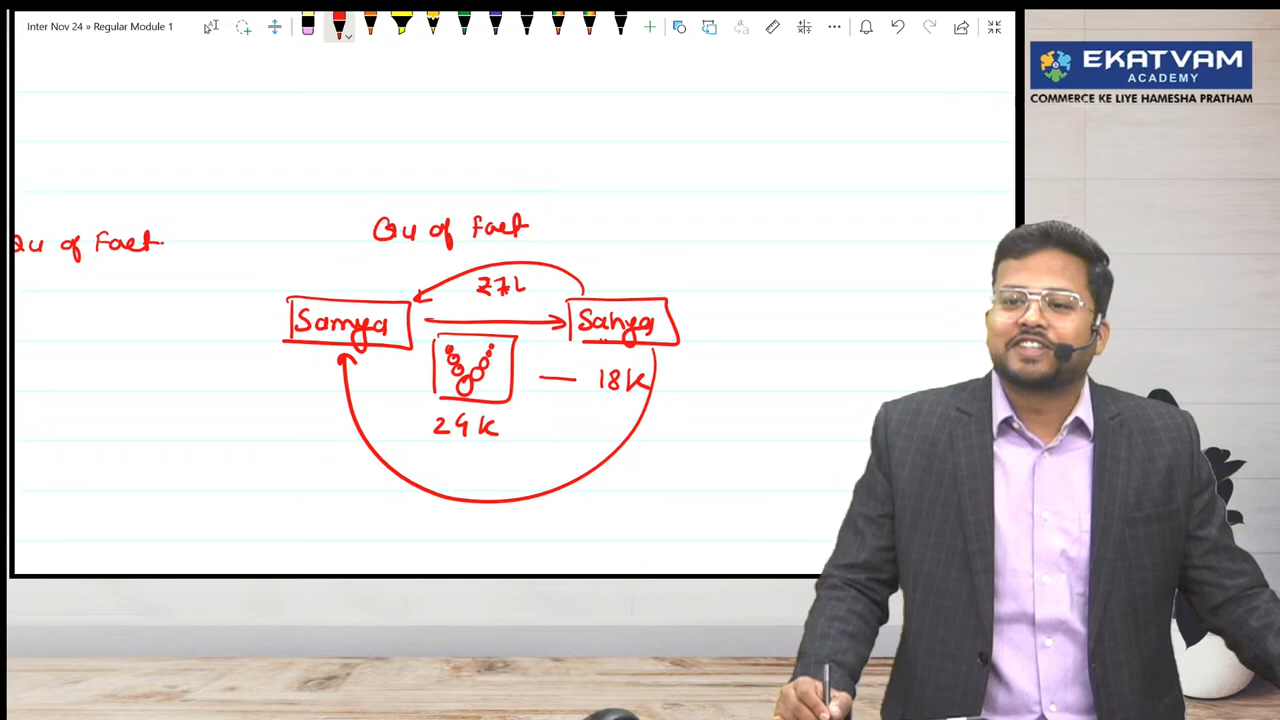 Inter Nov 24 » Regular Module 1
EKATVAM
ACADEMY
COMMERCE KE LIYE HAMESHA PRATHAM
Qu of Fact
Qu of Fact
Samya
Sahya
18K
24K